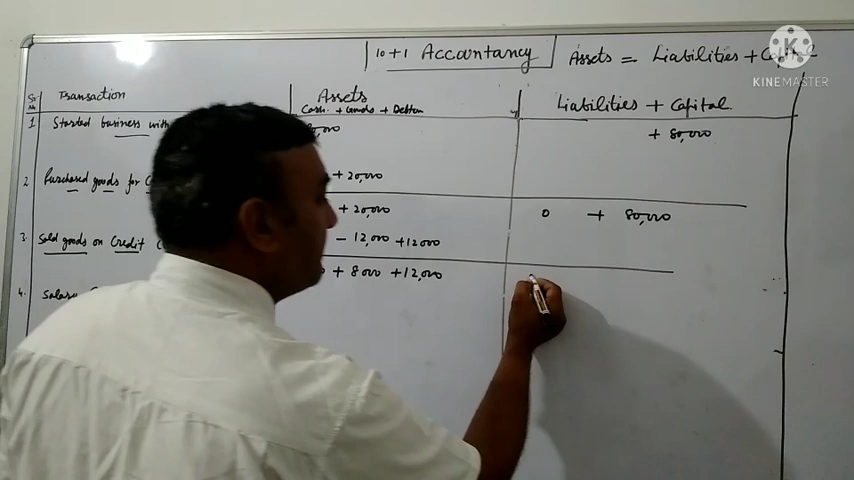 10+1 Accountancy
Assets = Liabilities + Capital
KINEMASTER
Sr No
Transaction
Assets
Cash + Goods + Debtors
Liabilities + Capital
1 Started business with
+ 80,000
2 Purchased goods for
+ 20,000
+ 20,000
0 + 80,000
3. Sold goods on Credit
- 12,000 + 12000
+ 8000 + 12,000
4. Salary